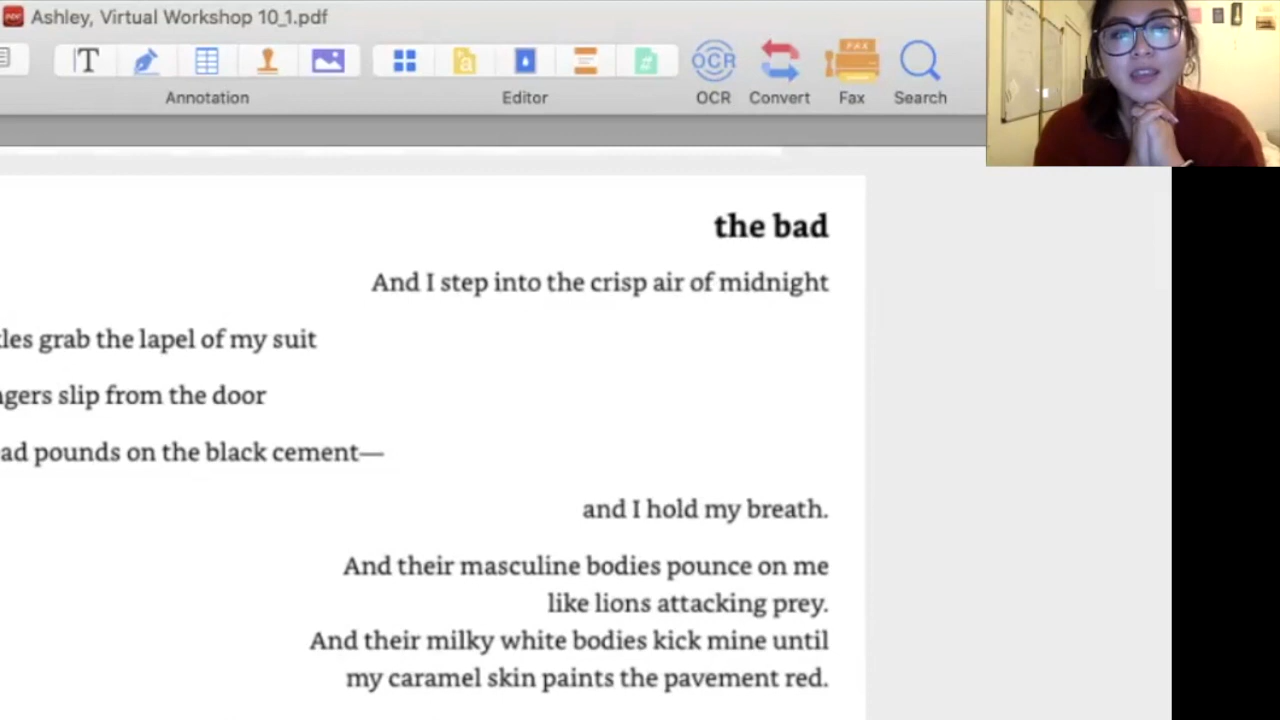 Ashley, Virtual Workshop 10_1.pdf
T
a
#
OCR
FAX
Annotation
Editor
OCR
Convert
Fax
Search
the bad
And I step into the crisp air of midnight
grab the lapel of my suit
slip from the door
pounds on the black cement—
and I hold my breath.
And their masculine bodies pounce on me
like lions attacking prey.
And their milky white bodies kick mine until
my caramel skin paints the pavement red.